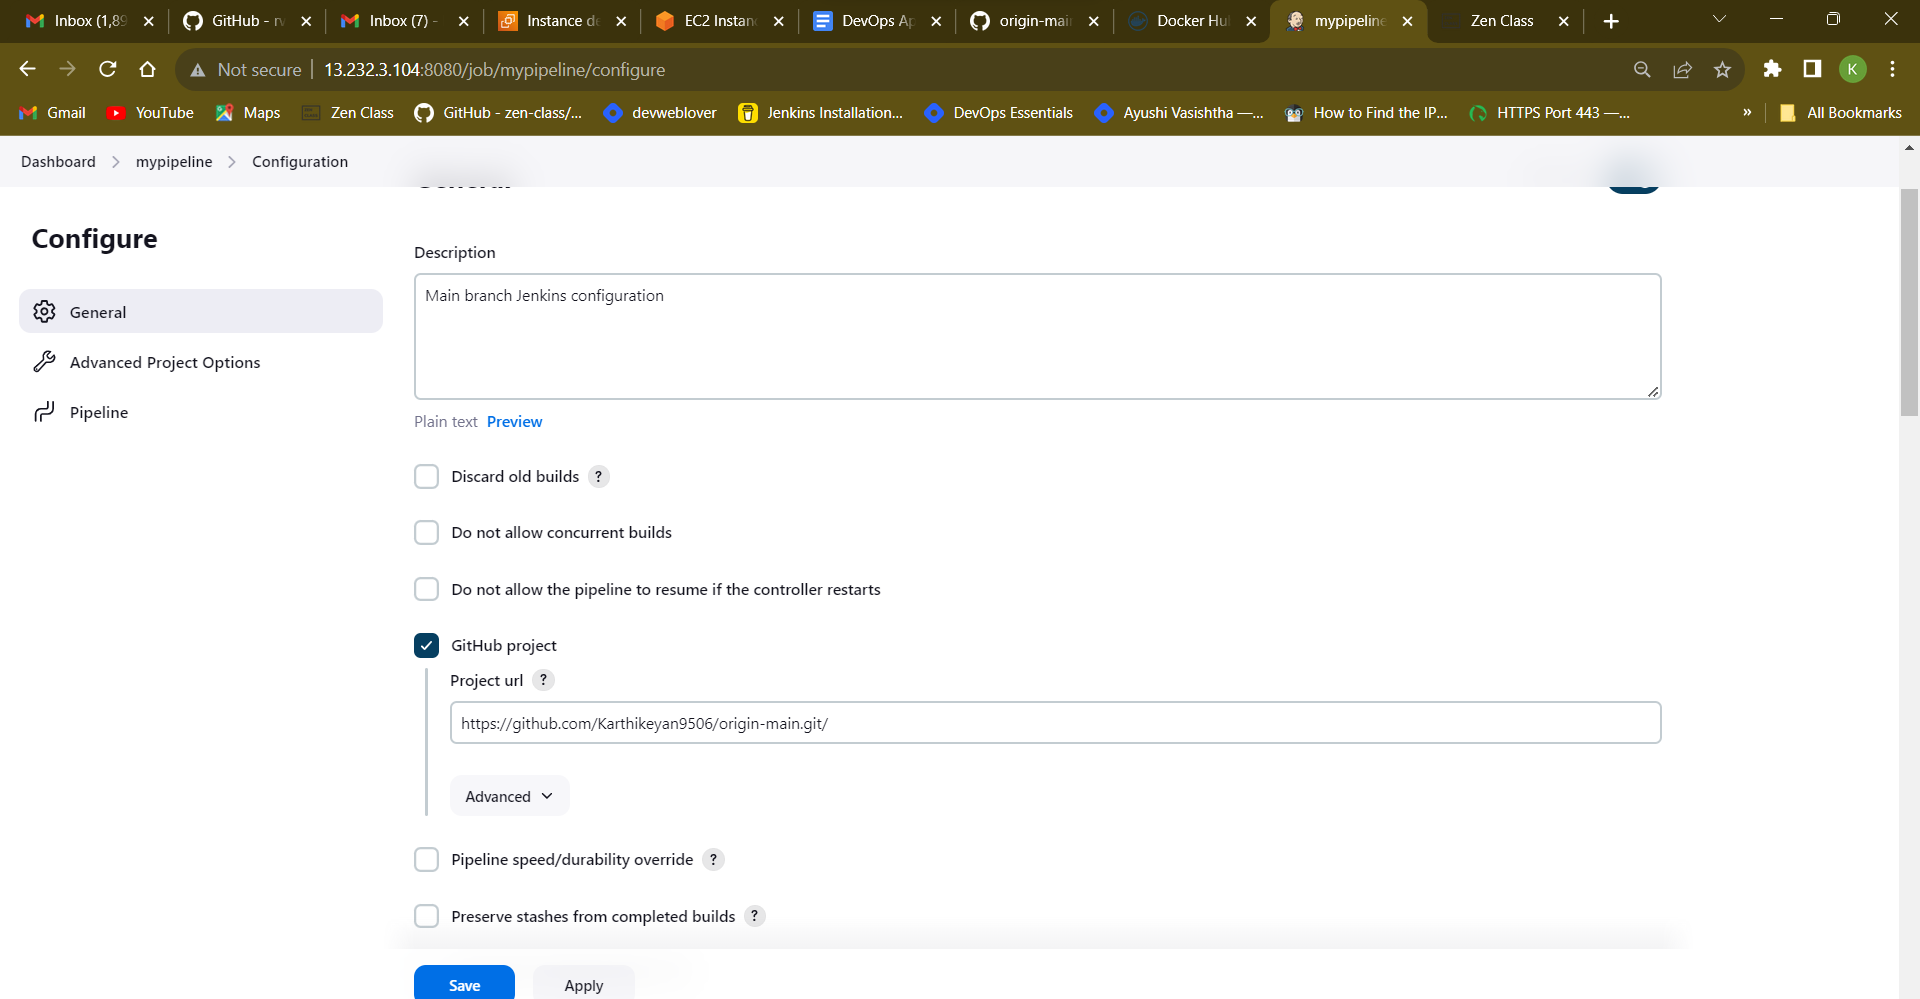 Inbox (1,89
GitHub - rv
Inbox (7) -
Instance de
EC2 Instan
DevOps Ap
origin-mai
Docker Hu
mypipeline
Zen Class
Not secure
13.232.3.104:8080/job/mypipeline/configure
K
Gmail
YouTube
Maps
Zen Class
GitHub - zen-class/...
devweblover
Jenkins Installation...
DevOps Essentials
Ayushi Vasishtha —...
How to Find the IP...
HTTPS Port 443 —...
»
All Bookmarks
Dashboard > mypipeline > Configuration
Configure
General
Advanced Project Options
Pipeline
Description
Main branch Jenkins configuration
Plain text Preview
Discard old builds ?
Do not allow concurrent builds
Do not allow the pipeline to resume if the controller restarts
GitHub project
Project url ?
https://github.com/Karthikeyan9506/origin-main.git/
Advanced
Pipeline speed/durability override ?
Preserve stashes from completed builds ?
Save
Apply